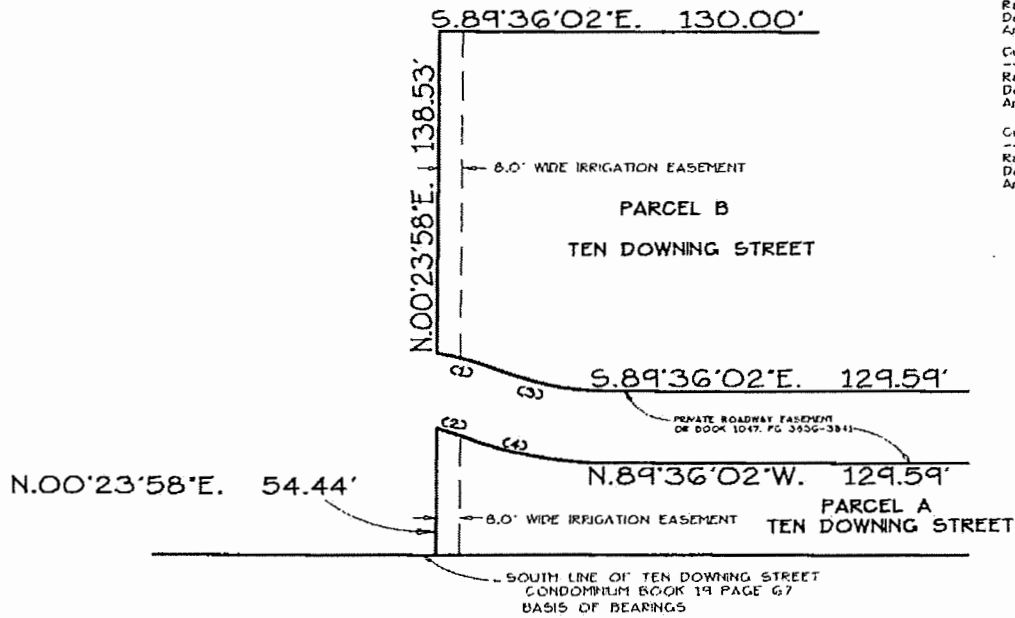 S.89°36'02"E. 130.00'
N.00°23'58"E. 138.53'
8.0' WIDE IRRIGATION EASEMENT
PARCEL B
TEN DOWNING STREET
(1)
(3)
S.89°36'02"E. 129.59'
PRIVATE ROADWAY EASEMENT
OR BOOK 1047, PG 3836-3841
(2)
(4)
N.89°36'02"W. 129.59'
N.00°23'58"E. 54.44'
8.0' WIDE IRRIGATION EASEMENT
PARCEL A
TEN DOWNING STREET
SOUTH LINE OF TEN DOWNING STREET
CONDOMINIUM BOOK 19 PAGE 67
BASIS OF BEARINGS